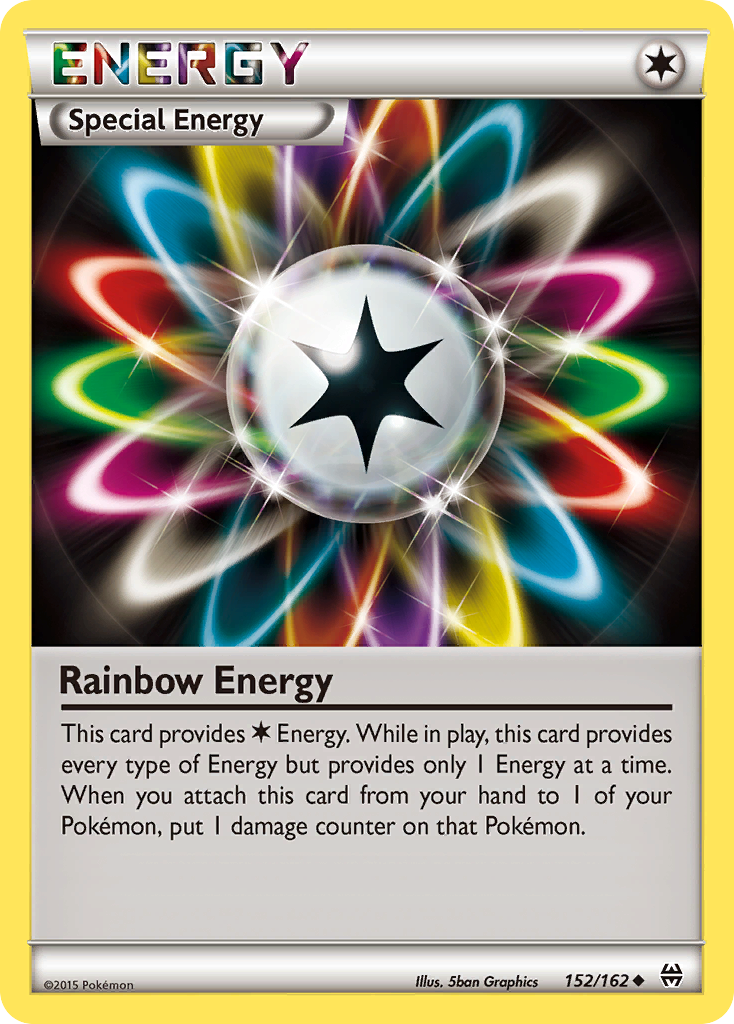 ENERGY
Special Energy
Rainbow Energy
This card provides Energy. While in play, this card provides
every type of Energy but provides only 1 Energy at a time.
When you attach this card from your hand to 1 of your
Pokémon, put 1 damage counter on that Pokémon.
©2015 Pokémon
Illus. 5ban Graphics
152/162